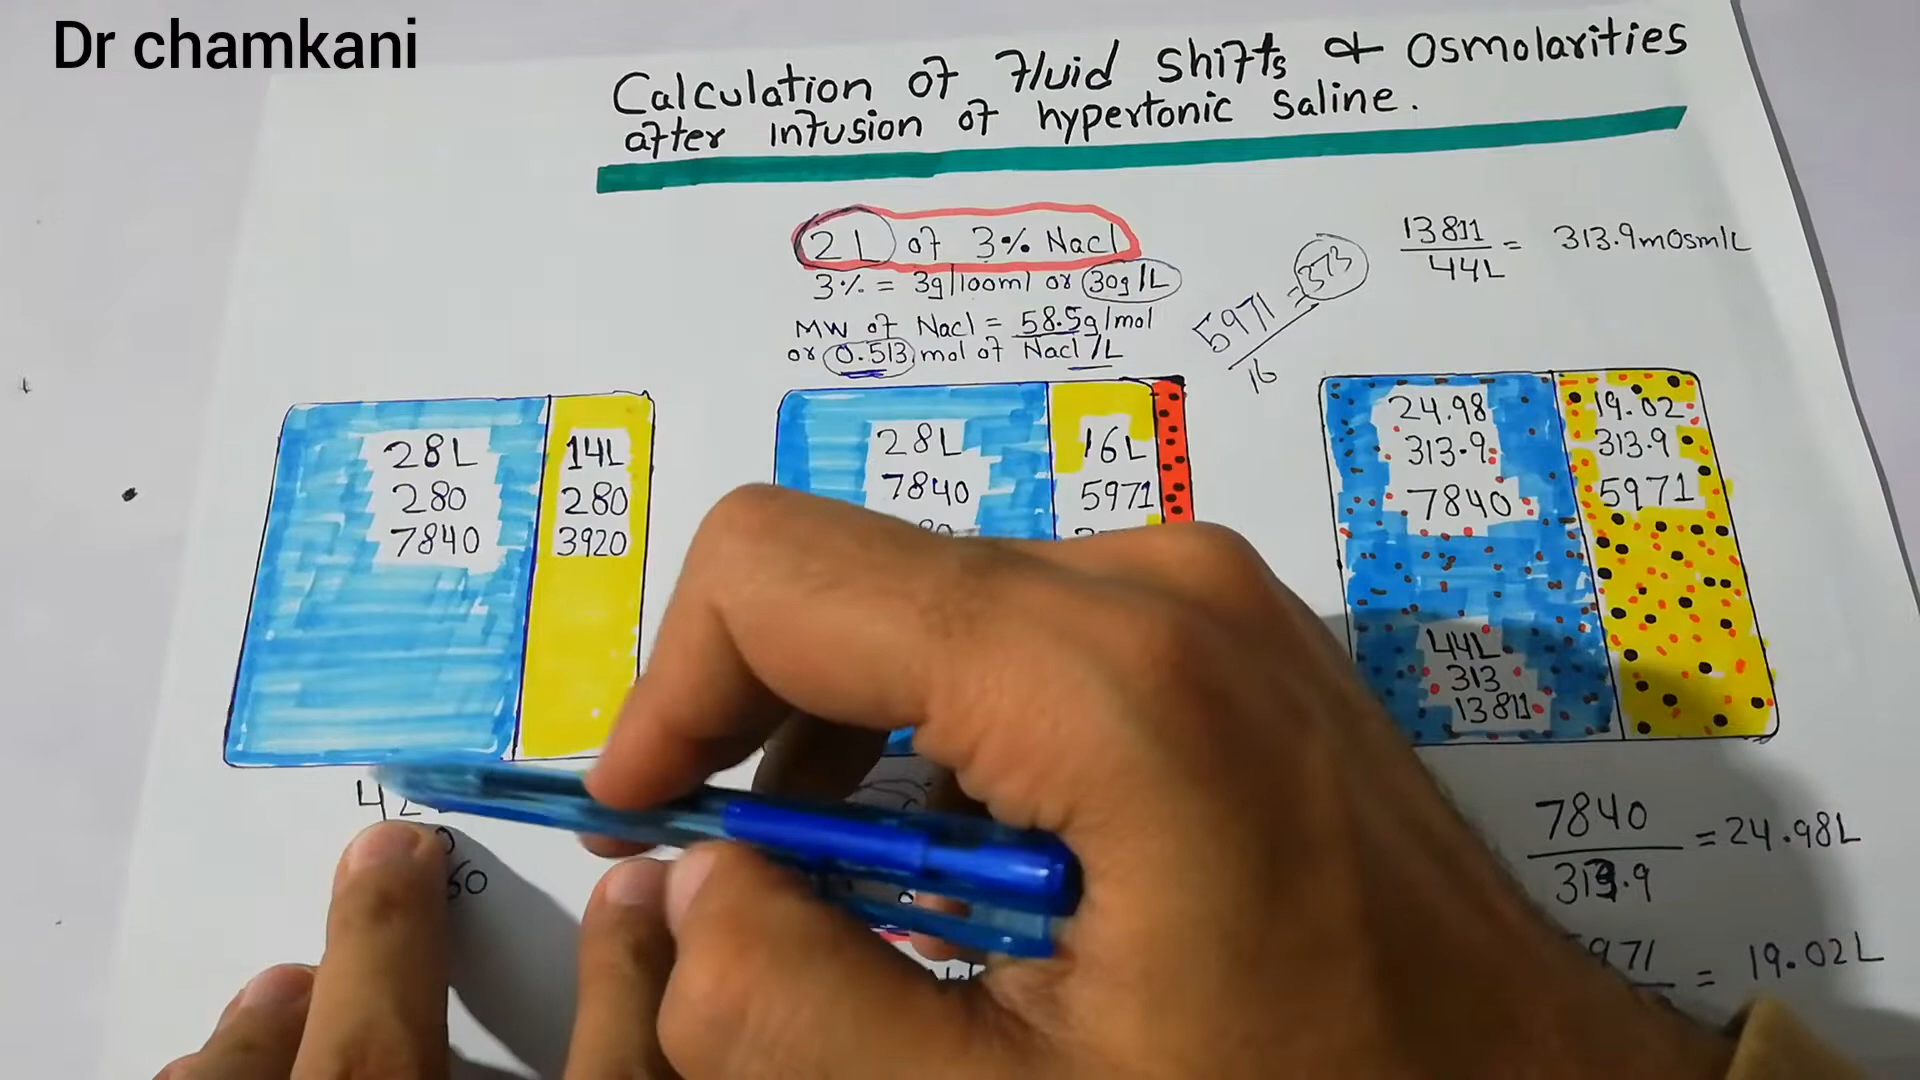 Dr chamkani
Calculation of Fluid Shifts & Osmolarities
after infusion of hypertonic Saline.
2L of 3% Nacl
3% = 3g/100ml or 30g/L
MW of Nacl = 58.5g/mol
or 0.513 mol of Nacl/L
5971
16
= 373
13811
44L
= 313.9mOsm/L
28L
280
7840
14L
280
3920
28L
7840
16L
5971
24.98
313.9
7840
19.02
313.9
5971
44L
313
13811
7840
313.9
= 24.98L
= 19.02L